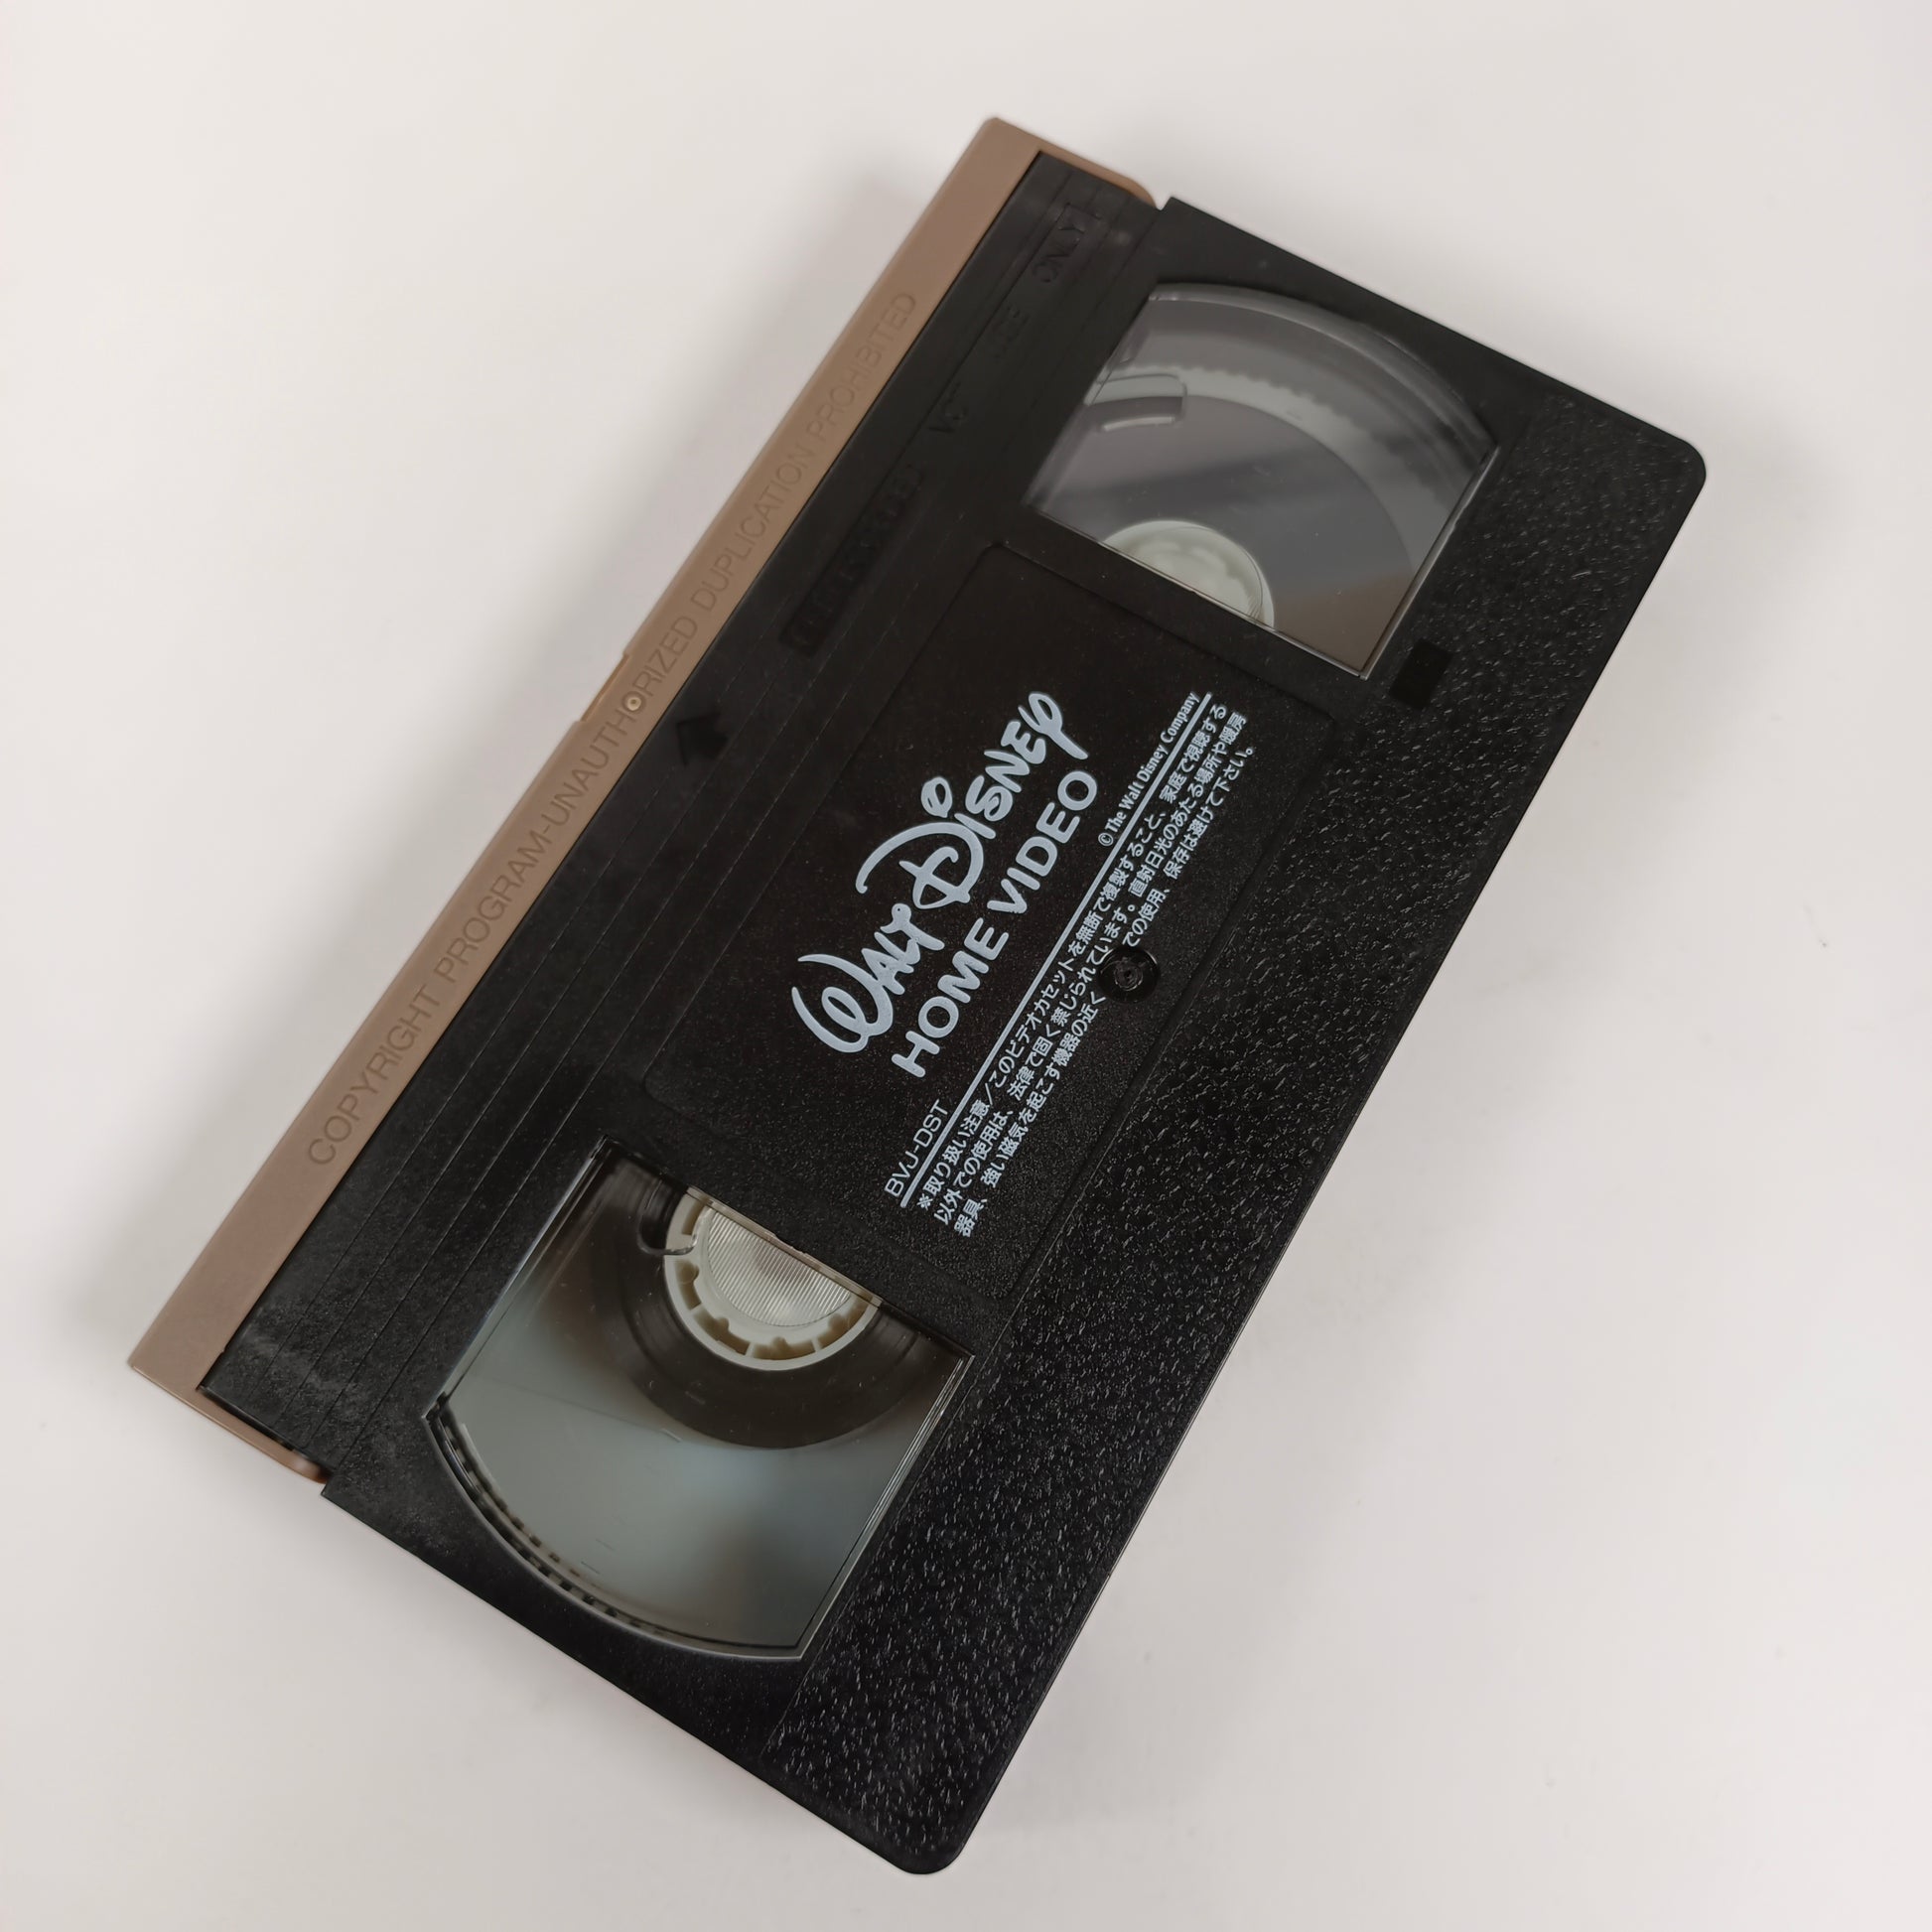 COPYRIGHT PROGRAM-UNAUTHORIZED DUPLICATION PROHIBITED
ONLY
WALT DISNEY
HOME VIDEO
BVJ-DST
© The Walt Disney Company
※取り扱い注意／このビデオカセットを無断で複製すること、家庭で視聴する
以外での使用は、法律で固く禁じられています。直射日光のあたる場所や暖房
器具、強い磁気を起こす機器の近くでの使用、保存は避けて下さい。